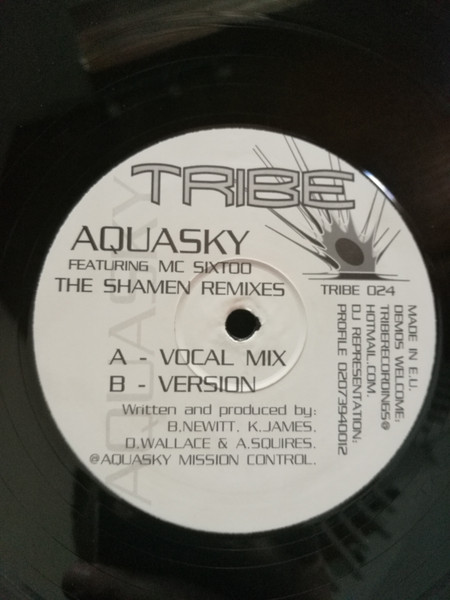 TRIBE
AQUASKY
FEATURING MC SIXTOO
THE SHAMEN REMIXES
TRIBE 024
A - VOCAL MIX
B - VERSION
Written and produced by:
B.NEWITT. K.JAMES.
D.WALLACE & A.SQUIRES.
@AQUASKY MISSION CONTROL.
MADE IN E.U.
DEMOS WELCOME:
TRIBERECORDINGS@
HOTMAIL.COM.
DJ REPRESENTATION:
PROFILE 02073940012
AQUASKY